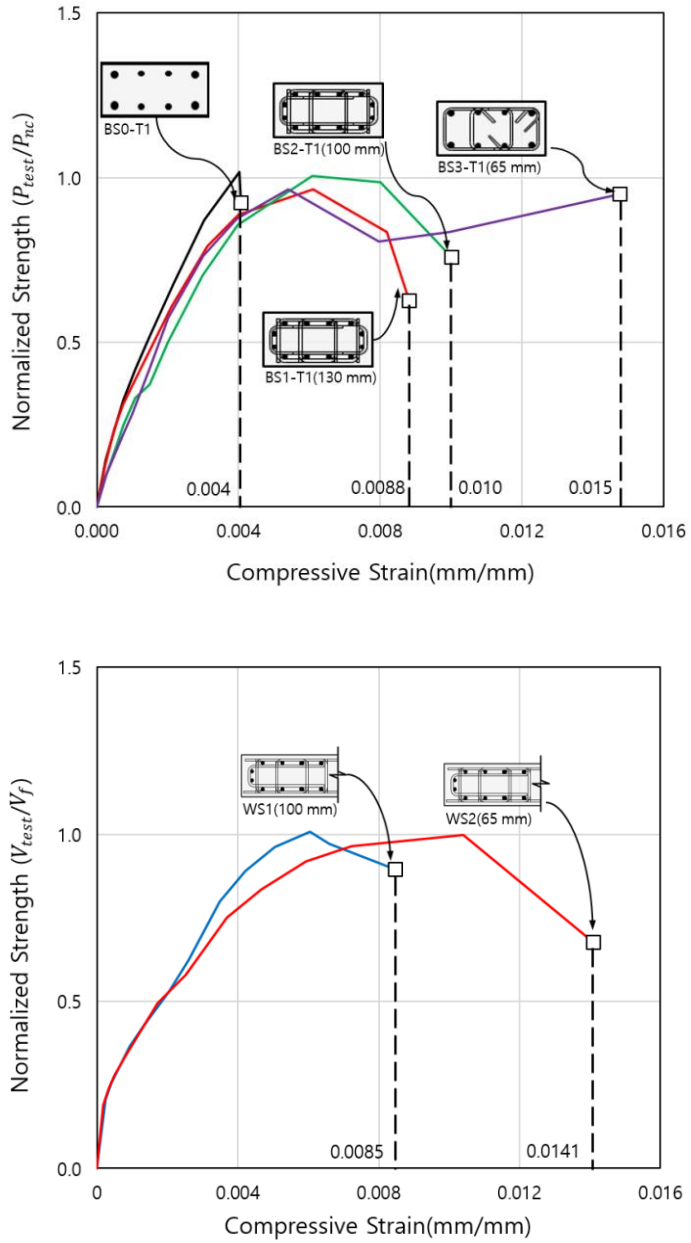 1.5
BS0-T1
BS2-T1(100 mm)
BS3-T1(65 mm)
1.0
Normalized Strength (P_test/P_nc)
0.5
BS1-T1(130 mm)
0.004
0.0088
0.010
0.015
0.0
0.000
0.004
0.008
0.012
0.016
Compressive Strain(mm/mm)
1.5
WS1(100 mm)
WS2(65 mm)
1.0
Normalized Strength (V_test/V_f)
0.5
0.0085
0.0141
0.0
0
0.004
0.008
0.012
0.016
Compressive Strain(mm/mm)